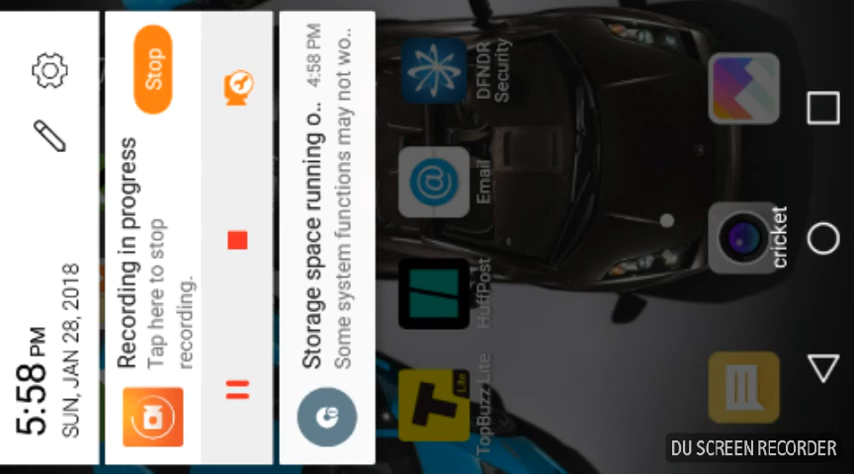 5:58 PM
SUN, JAN 28, 2018
Recording in progress
Tap here to stop
recording.
Stop
Storage space running o.. 4:58 PM
Some system functions may not wo..
DFNDR
Security
Email
HuffPost
TopBuzz Lite
Lite
cricket
DU SCREEN RECORDER